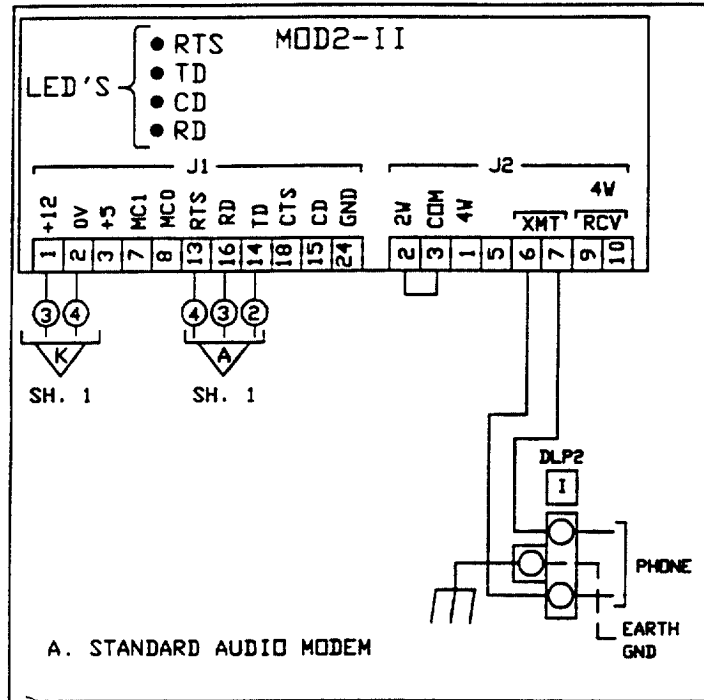 MOD2-II
LED'S
RTS
TD
CD
RD
J1
J2
+12 0V +5 MC1 MC0 RTS RD TD CTS CD GND
2W COM 4W XMT 4W RCV
1 2 3 7 8 13 16 14 18 15 24
2 3 1 5 6 7 9 10
3 4 4 3 2
K A
SH. 1 SH. 1
DLP2
I
PHONE
EARTH
GND
A. STANDARD AUDIO MODEM